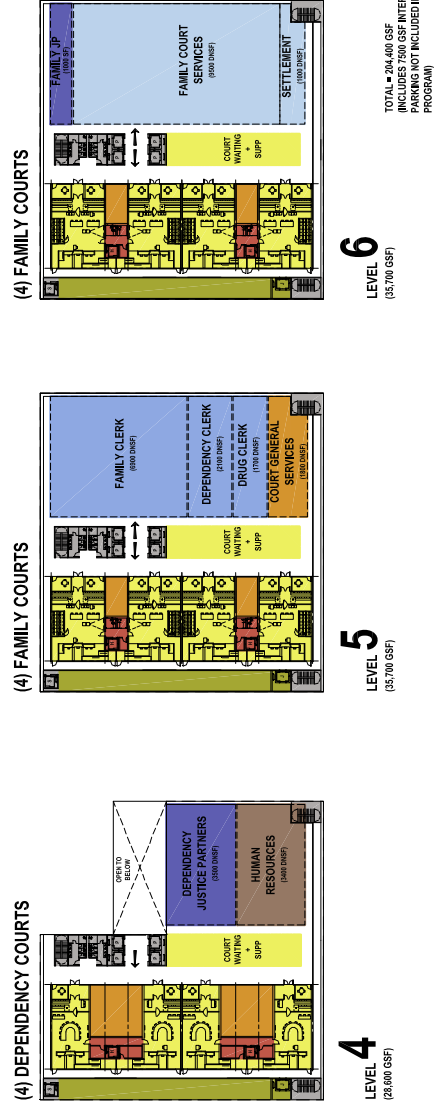 (4) FAMILY COURTS
FAMILY JP
(1000 SF)
FAMILY COURT
SERVICES
(9500 DNSF)
SETTLEMENT
(1000 DNSF)
COURT
WAITING
+
SUPP
LEVEL 6
(35,700 GSF)
TOTAL = 204,400 GSF
(INCLUDES 7500 GSF INTER
PARKING NOT INCLUDED I
PROGRAM)
(4) FAMILY COURTS
FAMILY CLERK
(6000 DNSF)
DEPENDENCY CLERK
(2100 DNSF)
DRUG CLERK
(1700 DNSF)
COURT GENERAL
SERVICES
(1800 DNSF)
COURT
WAITING
+
SUPP
LEVEL 5
(35,700 GSF)
(4) DEPENDENCY COURTS
OPEN TO
BELOW
DEPENDENCY
JUSTICE PARTNERS
(3500 DNSF)
HUMAN
RESOURCES
(3400 DNSF)
COURT
WAITING
+
SUPP
LEVEL 4
(28,600 GSF)